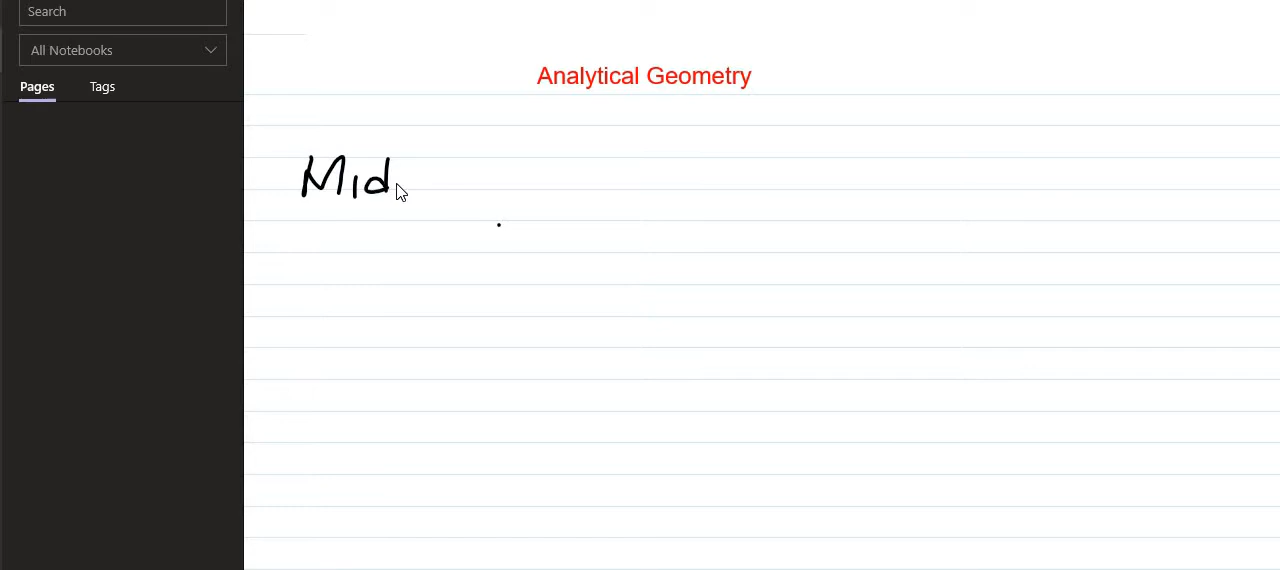 Search
All Notebooks
Pages Tags
Analytical Geometry
Mid